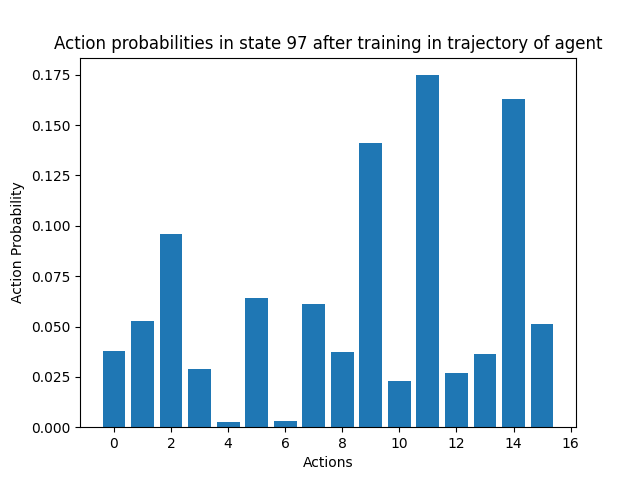 Action probabilities in state 97 after training in trajectory of agent
0.175
0.150
0.125
0.100
0.075
0.050
0.025
0.000
Action Probability
0 2 4 6 8 10 12 14 16
Actions